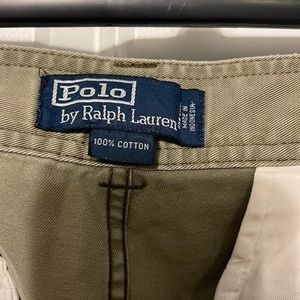 Polo
by Ralph Lauren
MADE IN
INDONESIA
100% COTTON